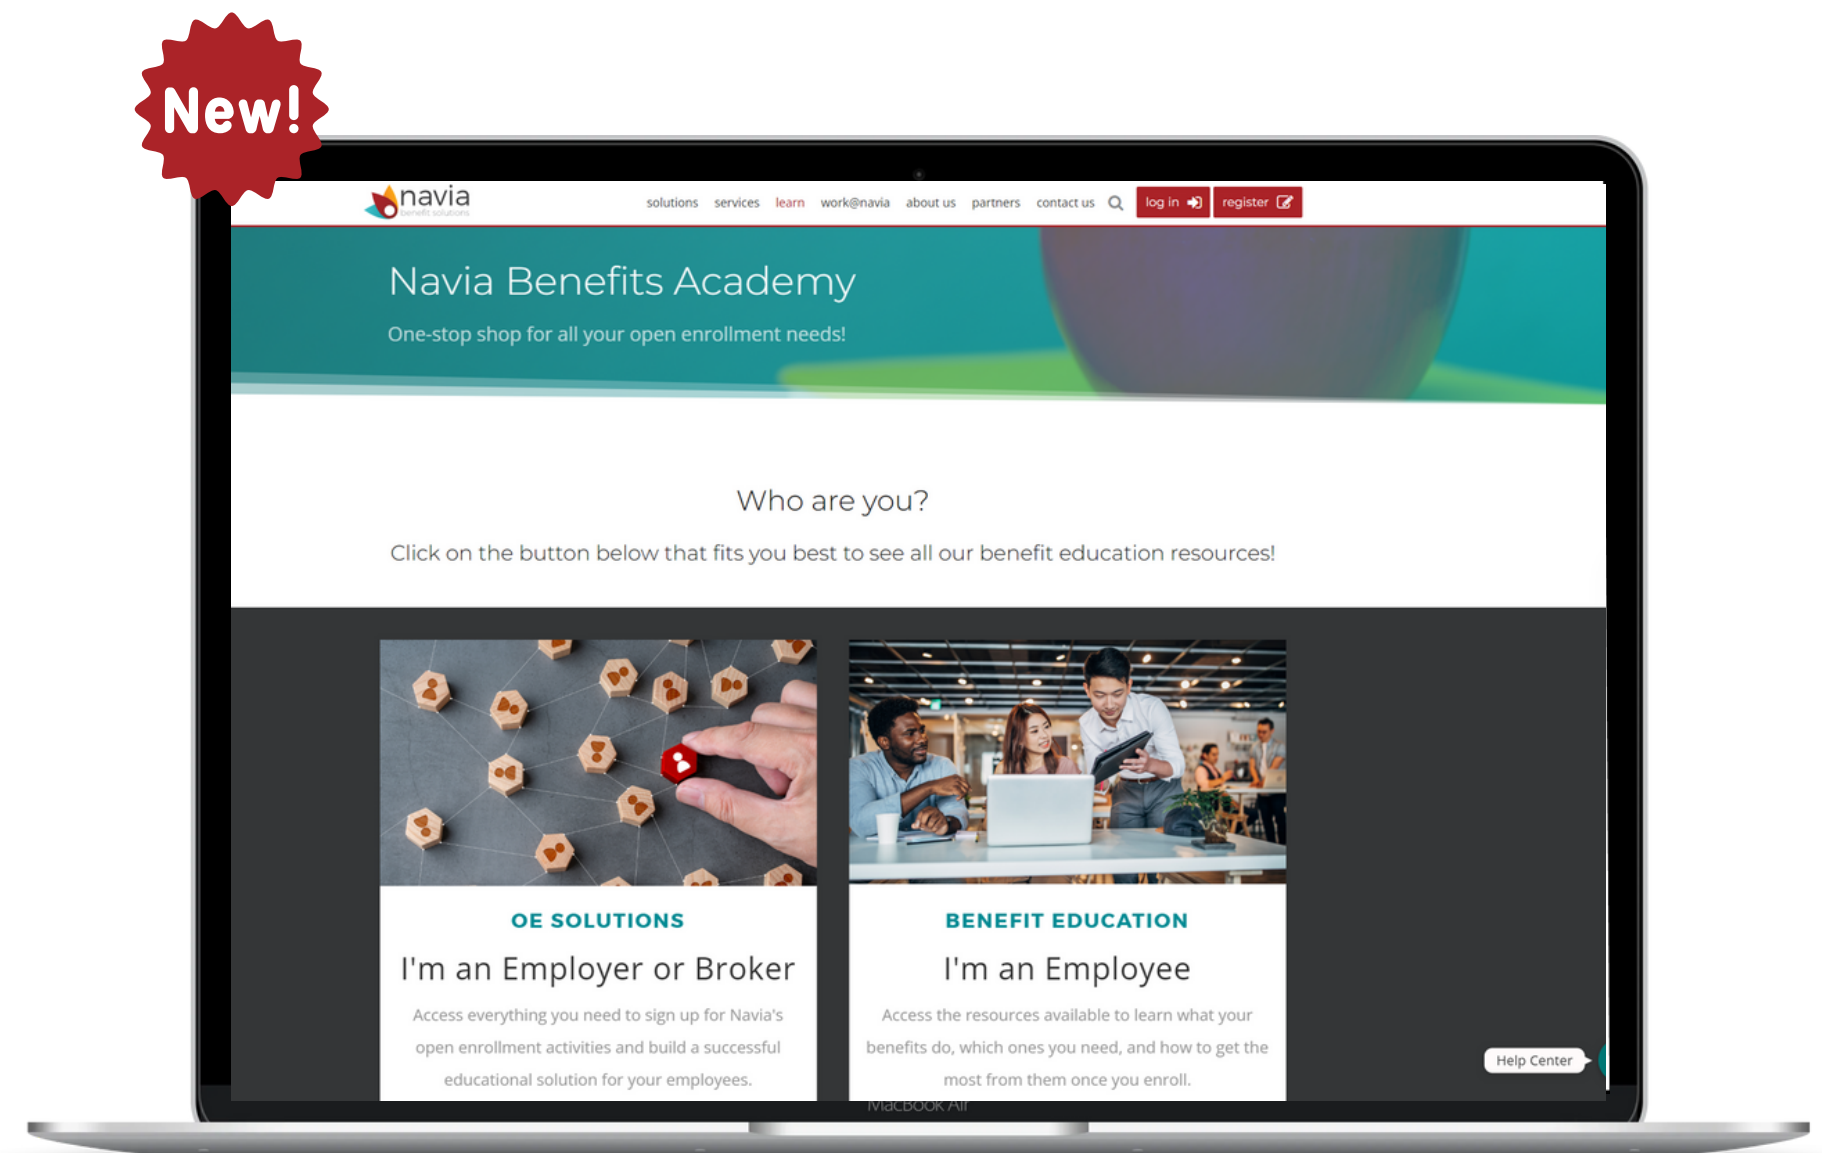 New!
navia
benefit solutions
solutions services learn work@navia about us partners contact us log in register
Navia Benefits Academy
One-stop shop for all your open enrollment needs!
Who are you?
Click on the button below that fits you best to see all our benefit education resources!
OE SOLUTIONS
I'm an Employer or Broker
Access everything you need to sign up for Navia's
open enrollment activities and build a successful
educational solution for your employees.
BENEFIT EDUCATION
I'm an Employee
Access the resources available to learn what your
benefits do, which ones you need, and how to get the
most from them once you enroll.
Help Center
MacBook Air